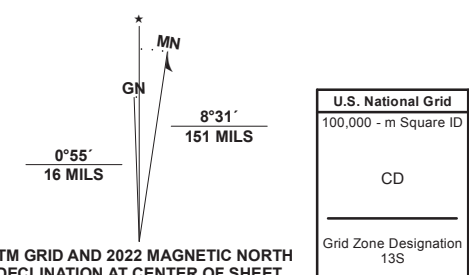 ★
MN
GN
8°31´
151 MILS
0°55´
16 MILS
TM GRID AND 2022 MAGNETIC NORTH
DECLINATION AT CENTER OF SHEET
U.S. National Grid
100,000 - m Square ID
CD
Grid Zone Designation
13S